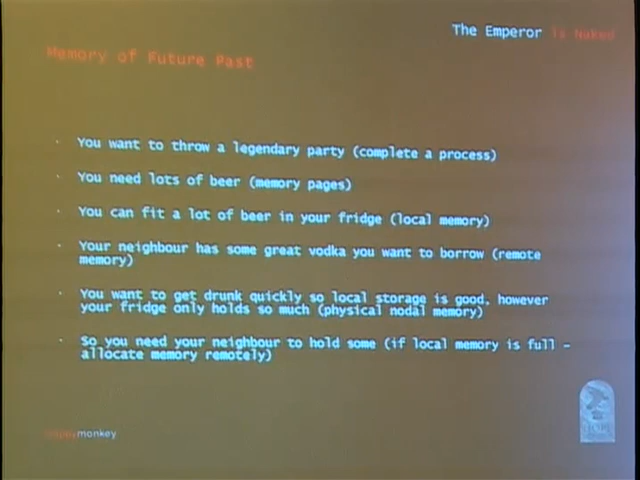 The Emperor is Naked
Memory of Future Past
· You want to throw a legendary party (complete a process)
· You need lots of beer (memory pages)
· You can fit a lot of beer in your fridge (local memory)
· Your neighbour has some great vodka you want to borrow (remote
memory)
· You want to get drunk quickly so local storage is good, however
your fridge only holds so much (physical nodal memory)
· So you need your neighbour to hold some (if local memory is full -
allocate memory remotely)
monkey